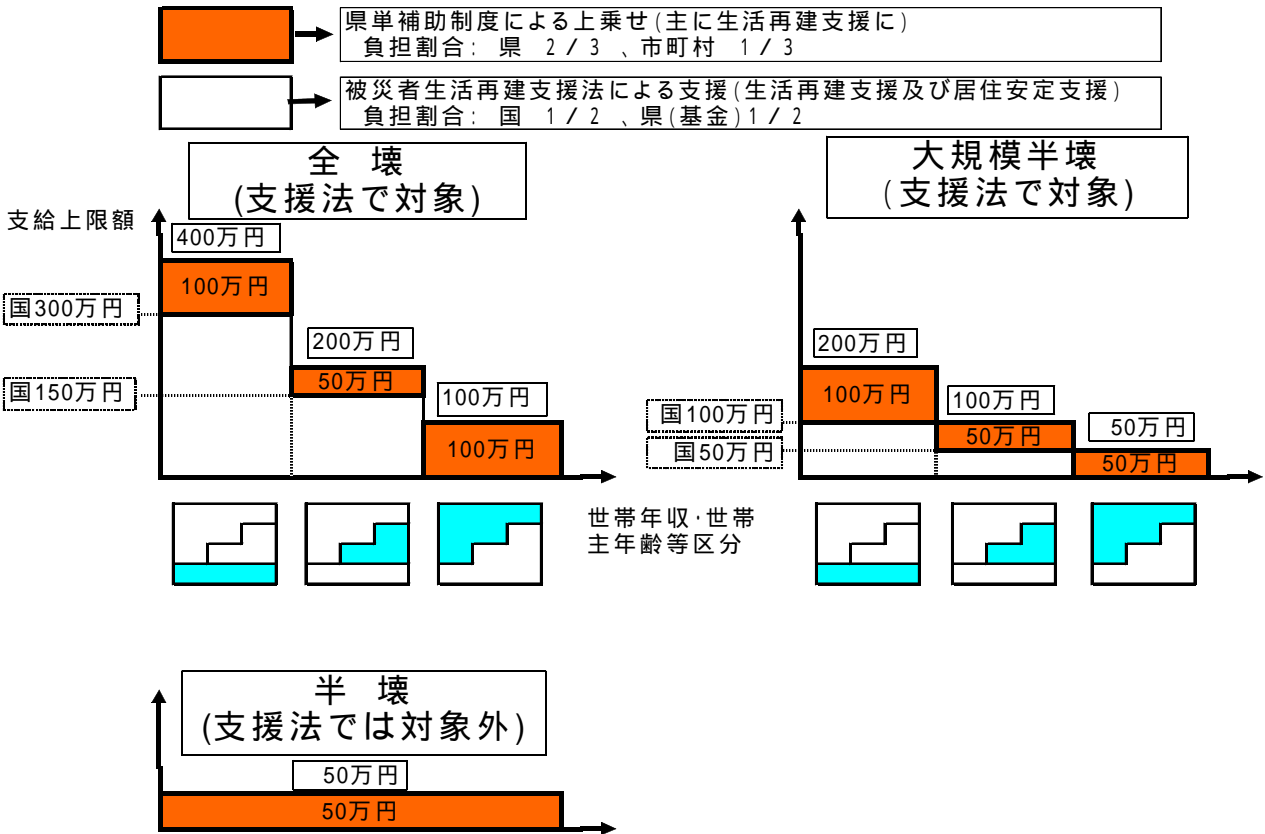 県単補助制度による上乗せ(主に生活再建支援に)
負担割合: 県 2/3 、市町村 1/3
被災者生活再建支援法による支援(生活再建支援及び居住安定支援)
負担割合: 国 1/2 、県(基金)1/2
全 壊
(支援法で対象)
支給上限額
400万円
100万円
国300万円
200万円
50万円
国150万円
100万円
100万円
大規模半壊
(支援法で対象)
200万円
100万円
国100万円
100万円
50万円
国50万円
50万円
50万円
世帯年収・世帯
主年齢等区分
半 壊
(支援法では対象外)
50万円
50万円